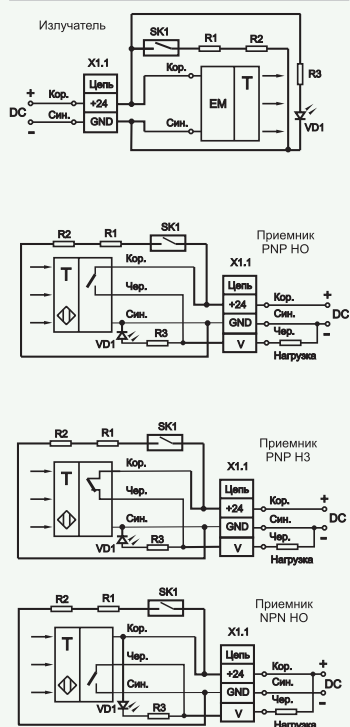 Излучатель
SK1
R1
R2
X1.1
Цепь
Кор.
+
Кор.
+24
DC
Син.
GND
Син.
-
EM
T
R3
VD1
Приемник
PNP НО
R2
R1
SK1
X1.1
Цепь
T
Кор.
+24
Кор.
+
Чер.
GND
Син.
DC
Син.
V
Чер.
-
VD1
R3
Нагрузка
Приемник
PNP НЗ
R2
R1
SK1
X1.1
Цепь
T
Кор.
+24
Кор.
+
Чер.
GND
Син.
DC
Син.
V
Чер.
-
VD1
R3
Нагрузка
Приемник
NPN НО
R2
R1
SK1
X1.1
Цепь
T
Кор.
+24
Кор.
+
Чер.
GND
Син.
DC
Син.
V
Чер.
-
VD1
R3
Нагрузка